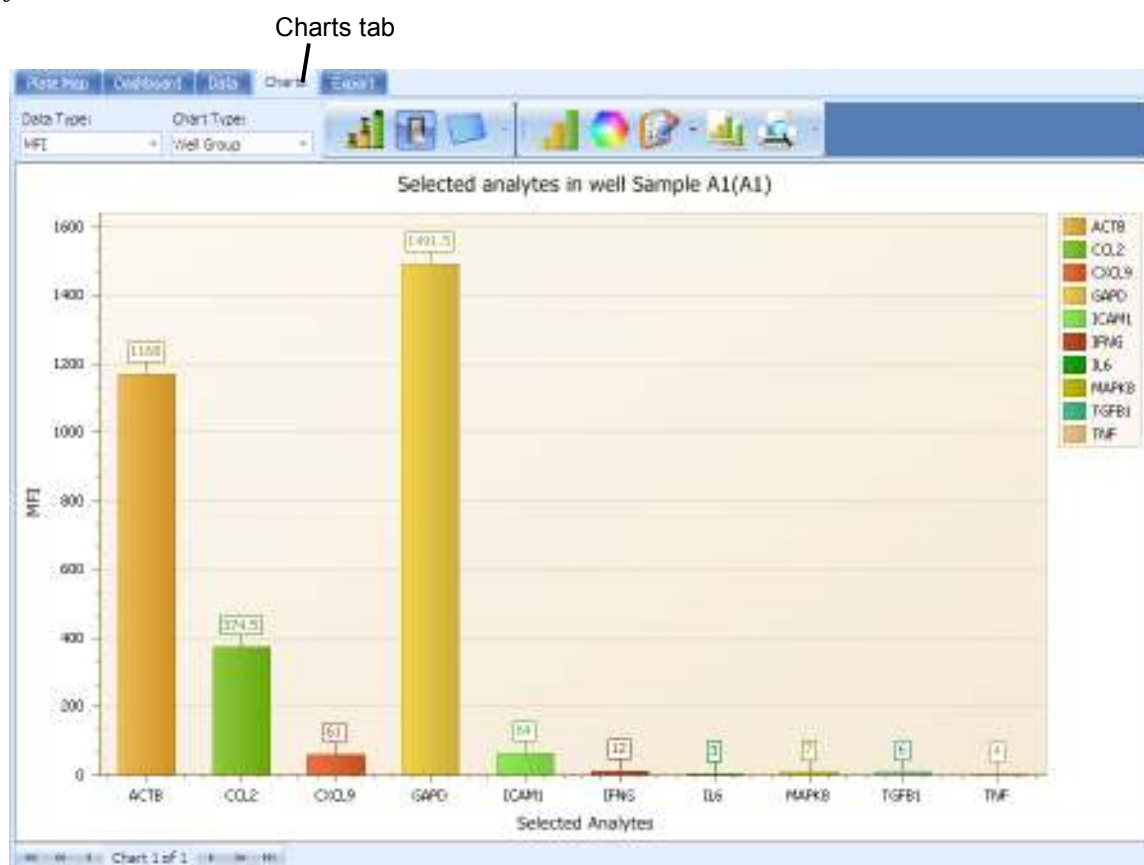 Charts tab
Plate Map Dashboard Data Charts Export
Data Type: Chart Type:
MFI Well Group
Selected analytes in well Sample A1(A1)
1600
1400
1200
1000
800
600
400
200
0
MFI
1168
374.5
61
1491.5
64
12
3
7
6
4
ACTB CCL2 CXCL9 GAPD ICAM1 IFNG IL6 MAPK8 TGFB1 TNF
Selected Analytes
ACTB
CCL2
CXCL9
GAPD
ICAM1
IFNG
IL6
MAPK8
TGFB1
TNF
Chart 1 of 1